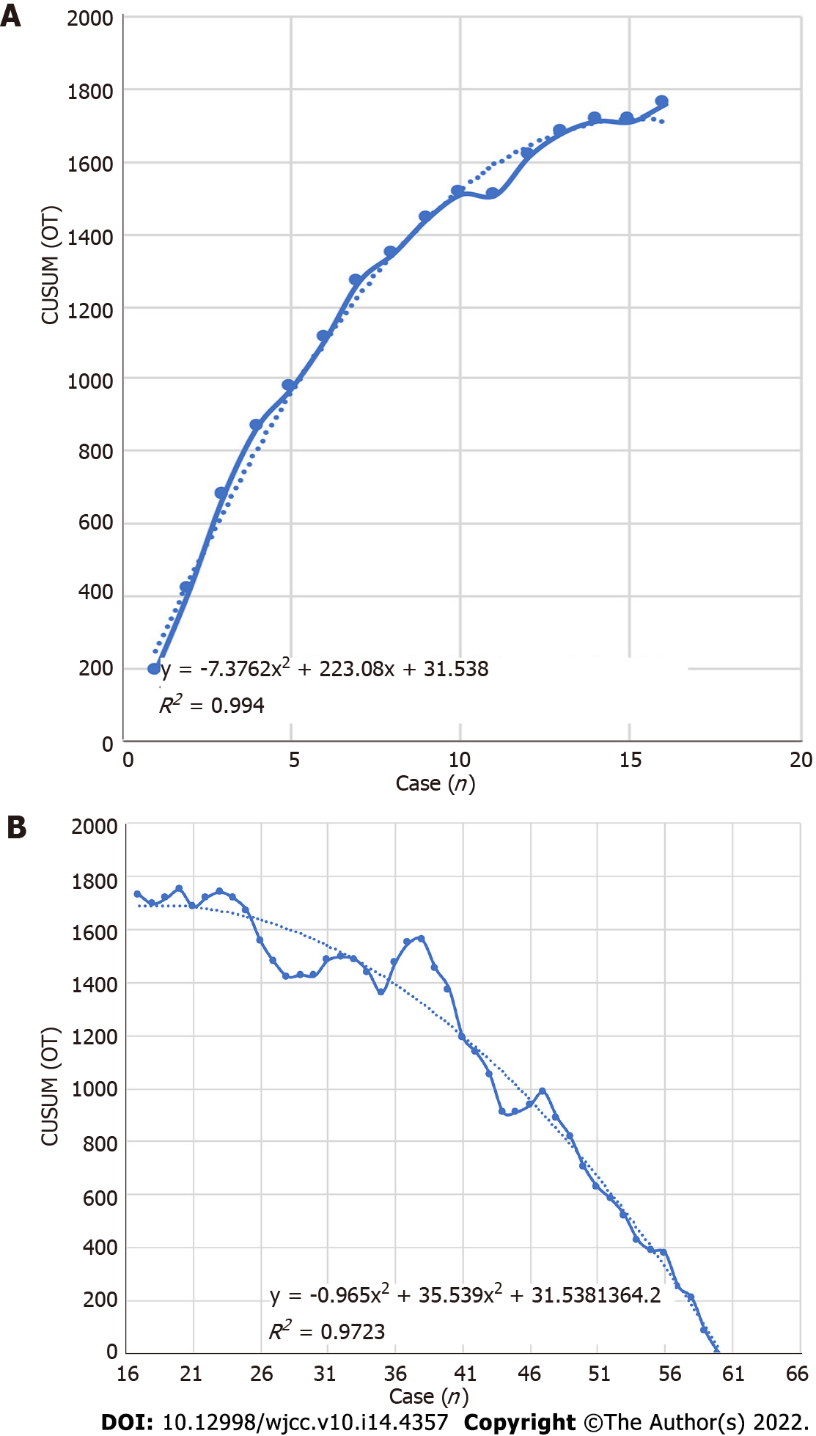 A
2000
1800
1600
1400
1200
1000
800
600
400
200
0
CUSUM (OT)
y = -7.3762x² + 223.08x + 31.538
R² = 0.994
0 5 10 15 20
Case (n)
B
2000
1800
1600
1400
1200
1000
800
600
400
200
0
CUSUM (OT)
y = -0.965x² + 35.539x² + 31.5381364.2
R² = 0.9723
16 21 26 31 36 41 46 51 56 61 66
Case (n)
DOI: 10.12998/wjcc.v10.i14.4357 Copyright ©The Author(s) 2022.